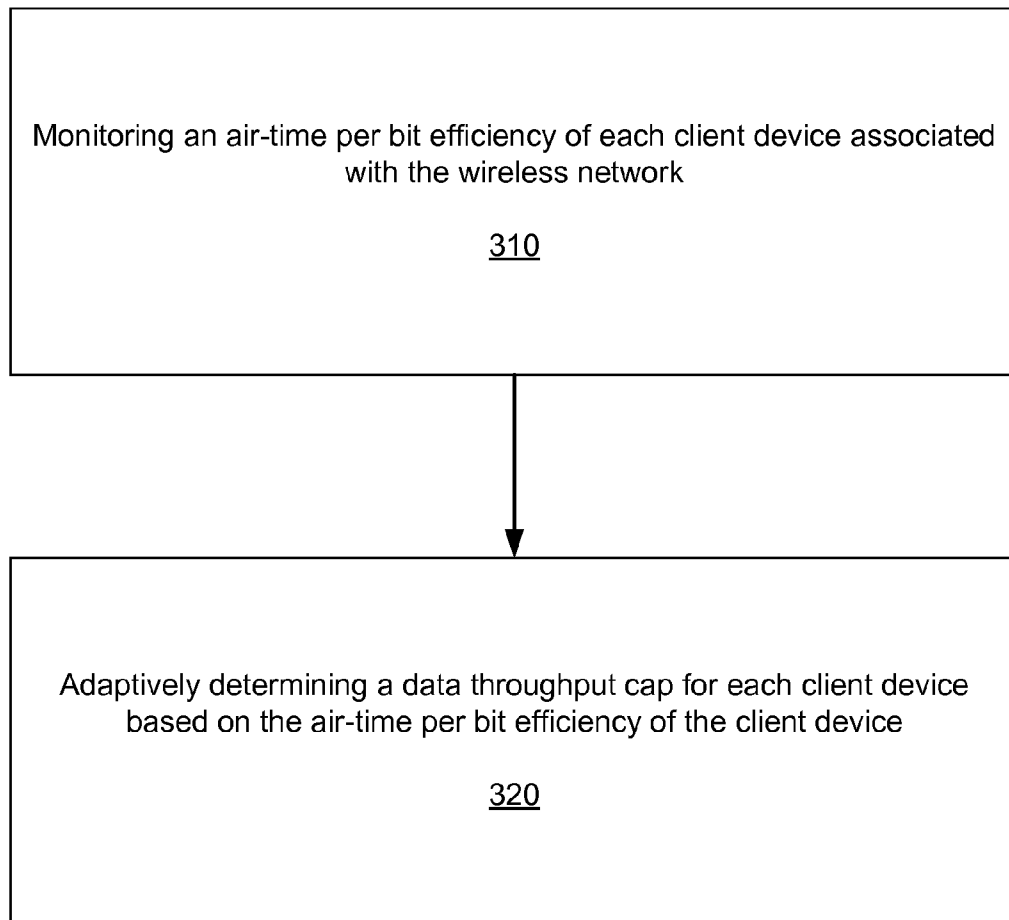 Monitoring an air-time per bit efficiency of each client device associated
with the wireless network
310
Adaptively determining a data throughput cap for each client device
based on the air-time per bit efficiency of the client device
320